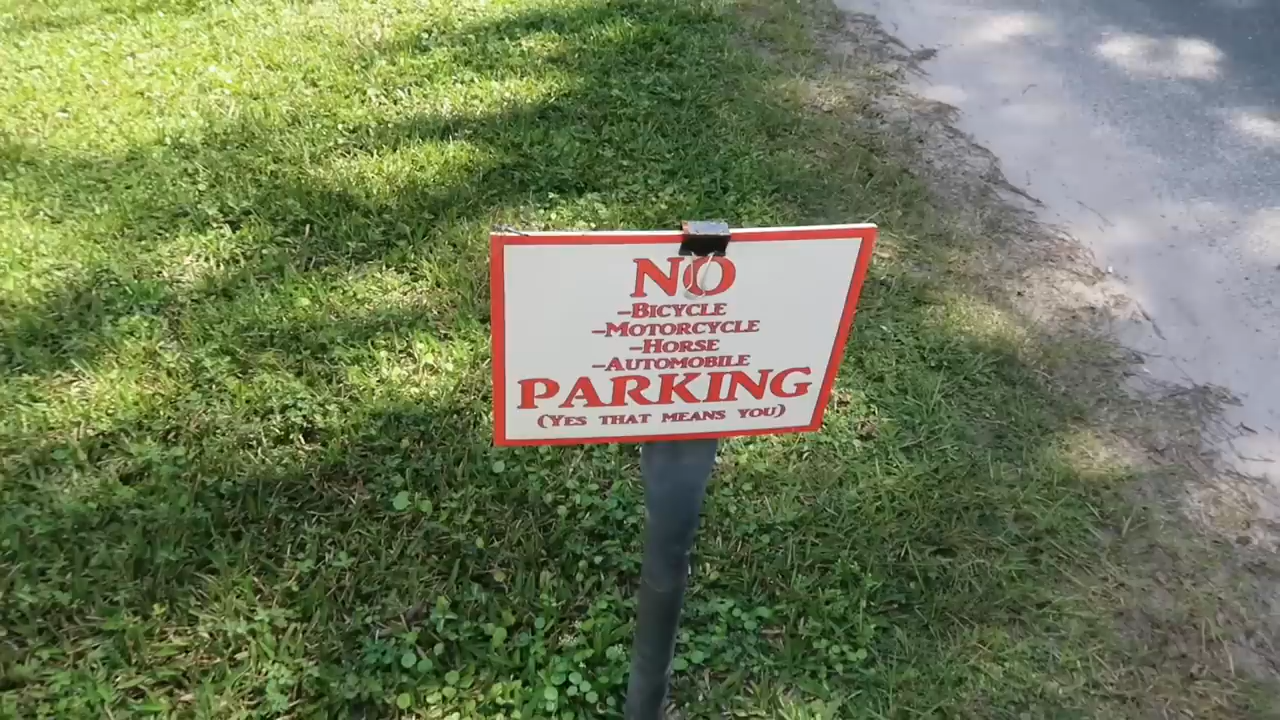 NO
-BICYCLE
-MOTORCYCLE
-HORSE
-AUTOMOBILE
PARKING
(YES THAT MEANS YOU)